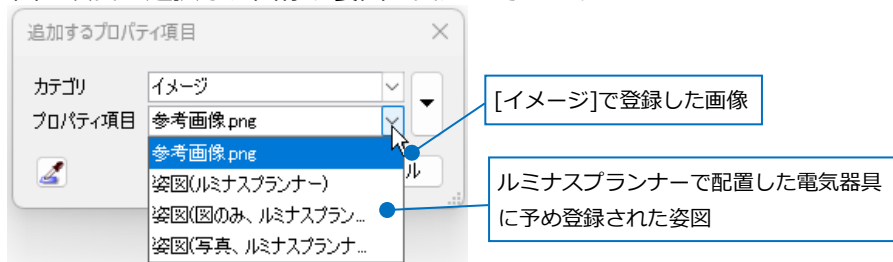 追加するプロパティ項目
カテゴリ
イメージ
プロパティ項目
参考画像.png
参考画像.png
姿図(ルミナスプランナー)
姿図(図のみ、ルミナスプラン...
姿図(写真、ルミナスプランナ...
ル
[イメージ]で登録した画像
ルミナスプランナーで配置した電気器具
に予め登録された姿図